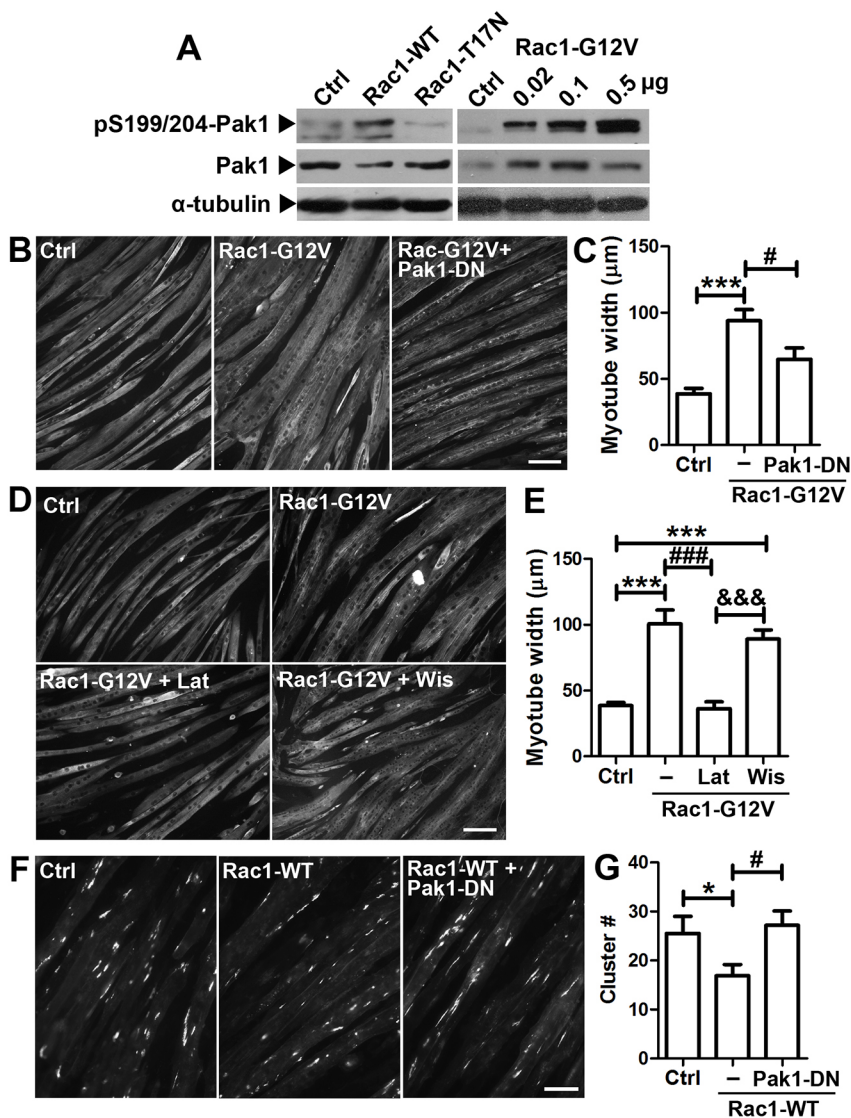 A
Ctrl
Rac1-WT
Rac1-T17N
Rac1-G12V
Ctrl
0.02
0.1
0.5
µg
pS199/204-Pak1
Pak1
α-tubulin
B
Ctrl
Rac1-G12V
Rac-G12V+
Pak1-DN
C
Myotube width (µm)
150
100
50
0
***
#
Ctrl
–
Pak1-DN
Rac1-G12V
D
Ctrl
Rac1-G12V
Rac1-G12V + Lat
Rac1-G12V + Wis
E
Myotube width (µm)
150
100
50
0
***
###
***
&&&
Ctrl
–
Lat
Wis
Rac1-G12V
F
Ctrl
Rac1-WT
Rac1-WT +
Pak1-DN
G
Cluster #
40
30
20
10
0
*
#
Ctrl
–
Pak1-DN
Rac1-WT